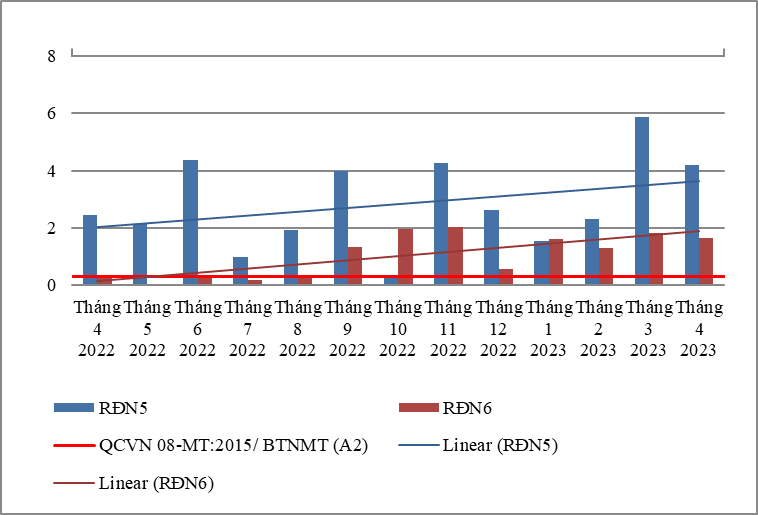 8
6
4
2
0
Tháng Tháng Tháng Tháng Tháng Tháng Tháng Tháng Tháng Tháng Tháng Tháng Tháng
4 5 6 7 8 9 10 11 12 1 2 3 4
2022 2022 2022 2022 2022 2022 2022 2022 2022 2023 2023 2023 2023
RĐN5 RĐN6
QCVN 08-MT:2015/ BTNMT (A2) Linear (RĐN5)
Linear (RĐN6)